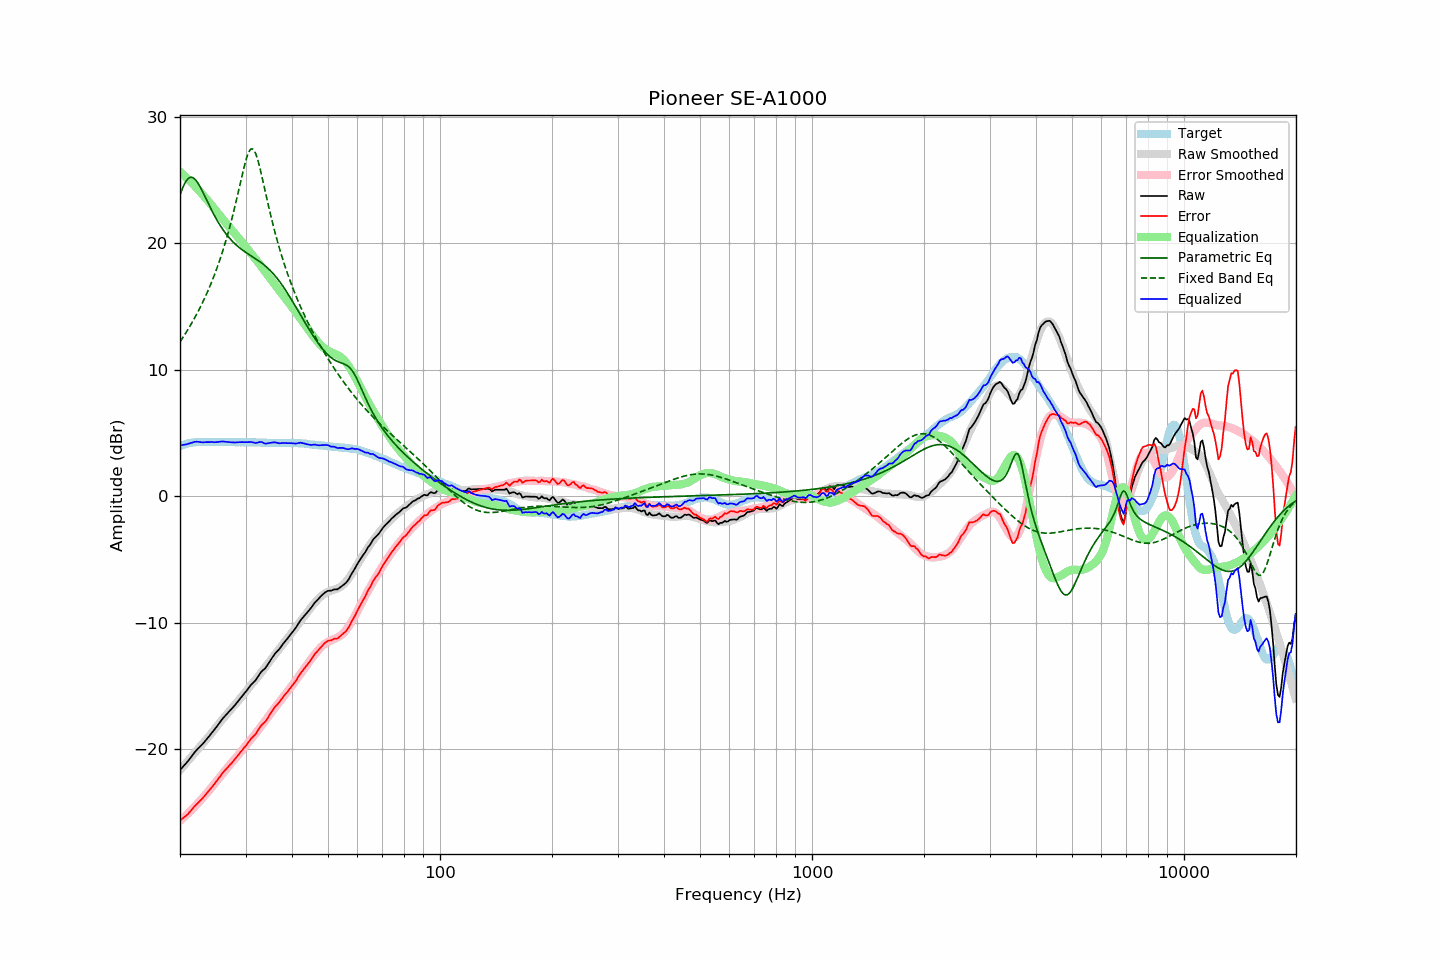 Pioneer SE-A1000
30
20
10
0
−10
−20
Amplitude (dBr)
100
1000
10000
Frequency (Hz)
Target
Raw Smoothed
Error Smoothed
Raw
Error
Equalization
Parametric Eq
Fixed Band Eq
Equalized